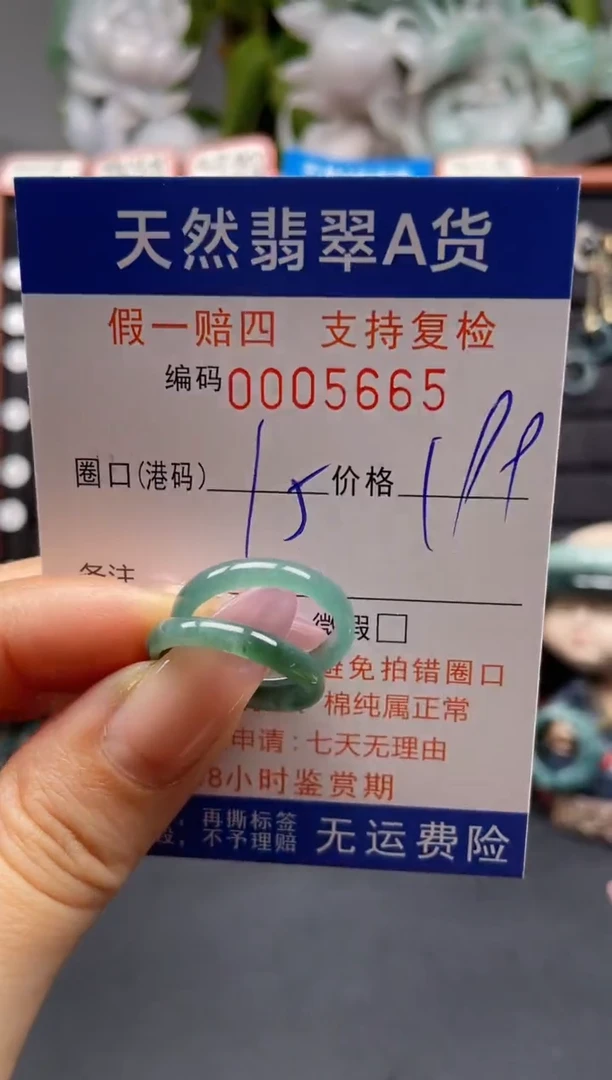 天然翡翠A货
假一赔四 支持复检
编码0005665
圈口(港码) 15 价格
备注
微瑕□
避免拍错圈口
棉纯属正常
申请：七天无理由
8小时鉴赏期
再撕标签
不予理赔
无运费险